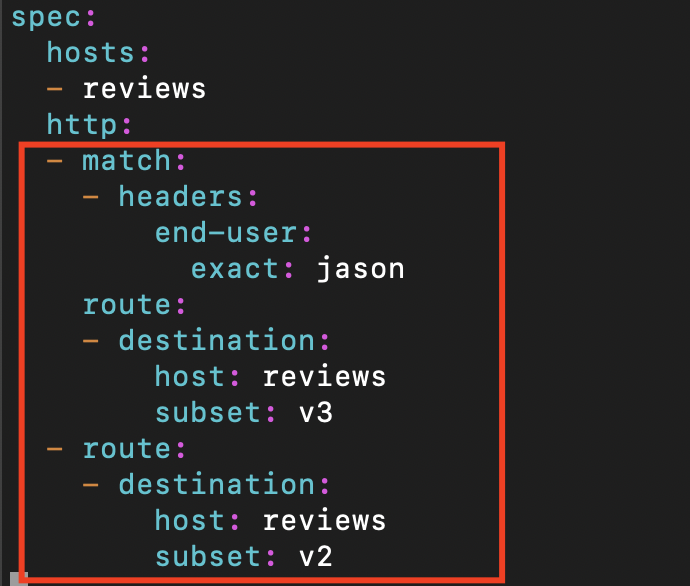 spec:
  hosts:
  - reviews
  http:
  - match:
    - headers:
        end-user:
          exact: jason
    route:
    - destination:
        host: reviews
        subset: v3
  - route:
    - destination:
        host: reviews
        subset: v2